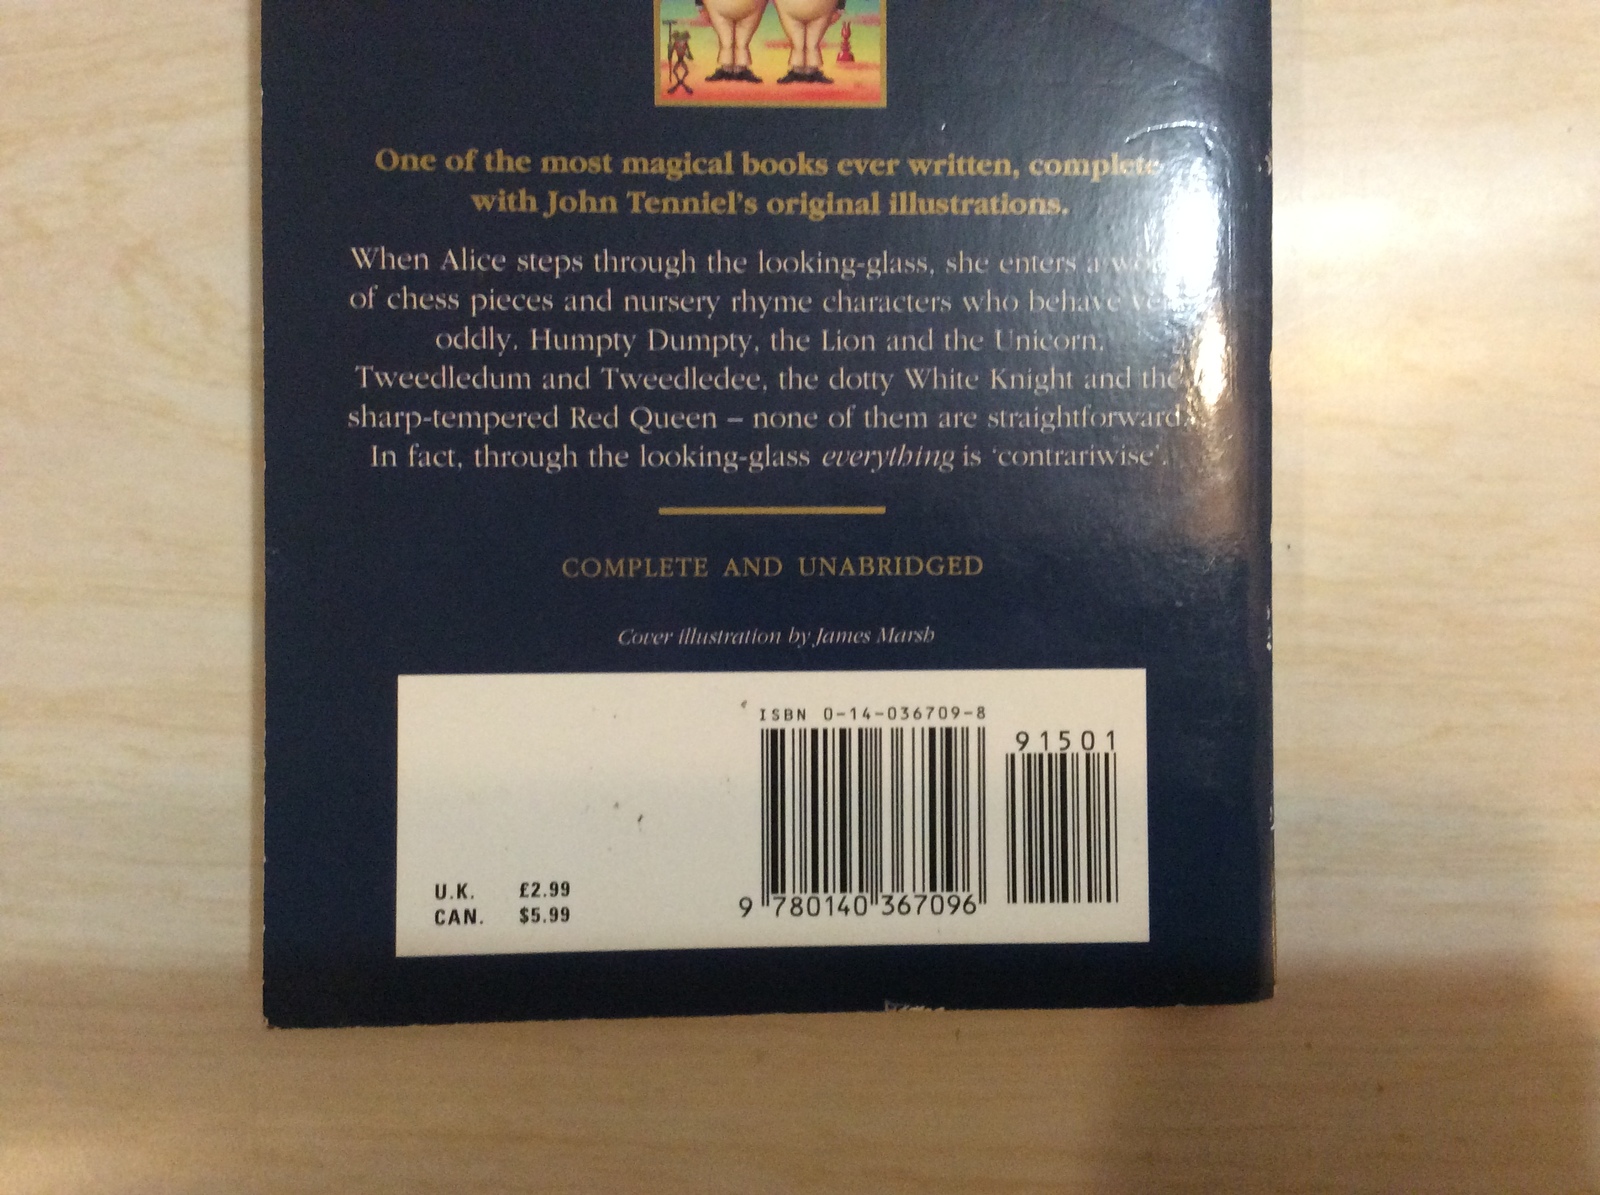 One of the most magical books ever written, complete
with John Tenniel's original illustrations.
When Alice steps through the looking-glass, she enters a
of chess pieces and nursery rhyme characters who behave
oddly. Humpty Dumpty, the Lion and the Unicorn,
Tweedledum and Tweedledee, the dotty White Knight and the
sharp-tempered Red Queen – none of them are straightforward.
In fact, through the looking-glass everything is 'contrariwise'.
COMPLETE AND UNABRIDGED
Cover illustration by James Marsh
ISBN 0-14-036709-8
91501
U.K. £2.99
CAN. $5.99
9 780140 367096